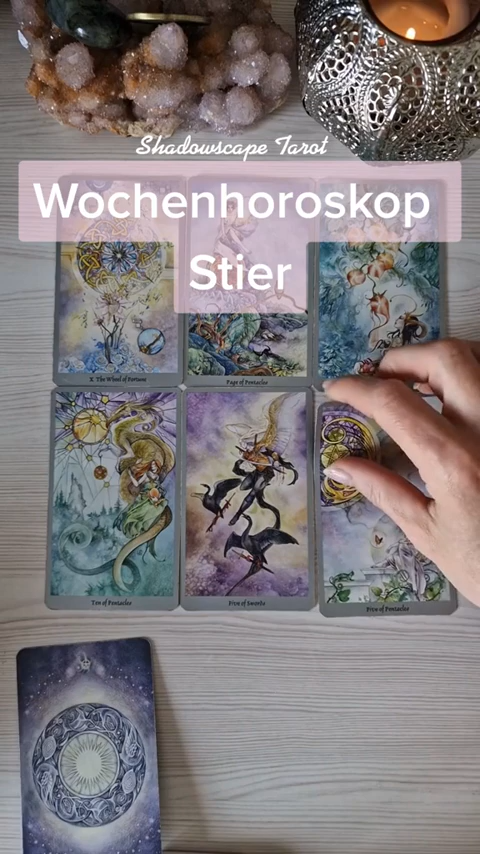 Shadowscape Tarot
Wochenhoroskop
Stier
X. The Wheel of Fortune
Page of Pentacles
Ten of Pentacles
Five of Swords
Five of Pentacles